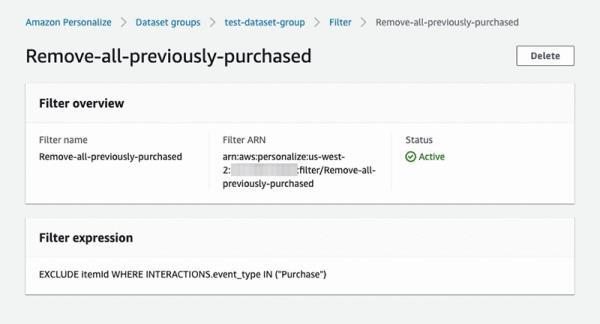 Amazon Personalize > Dataset groups > test-dataset-group > Filter > Remove-all-previously-purchased
Remove-all-previously-purchased
Delete
Filter overview
Filter name
Remove-all-previously-purchased
Filter ARN
arn:aws:personalize:us-west-
2: :filter/Remove-all-
previously-purchased
Status
Active
Filter expression
EXCLUDE itemId WHERE INTERACTIONS.event_type IN ("Purchase")